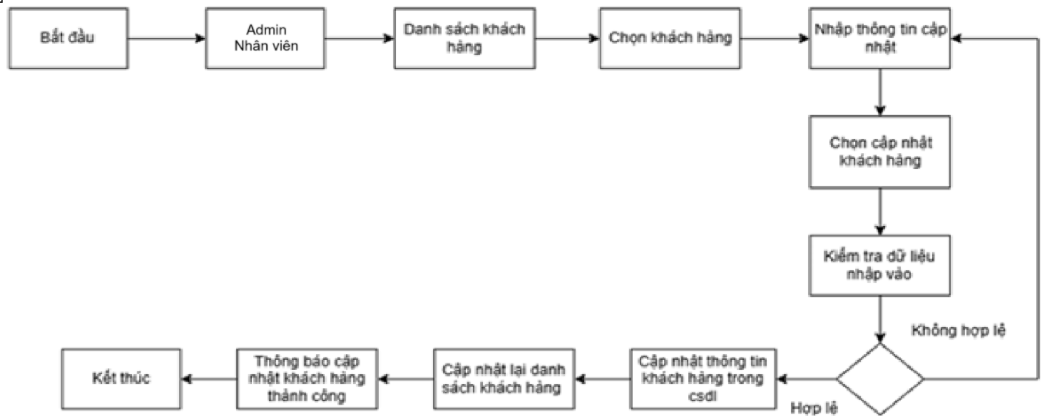 Bắt đầu
Admin
Nhân viên
Danh sách khách
hàng
Chọn khách hàng
Nhập thông tin cập
nhật
Chọn cập nhật
khách hàng
Kiểm tra dữ liệu
nhập vào
Không hợp lệ
Hợp lệ
Cập nhật thông tin
khách hàng trong
csdl
Cập nhật lại danh
sách khách hàng
Thông báo cập
nhật khách hàng
thành công
Kết thúc